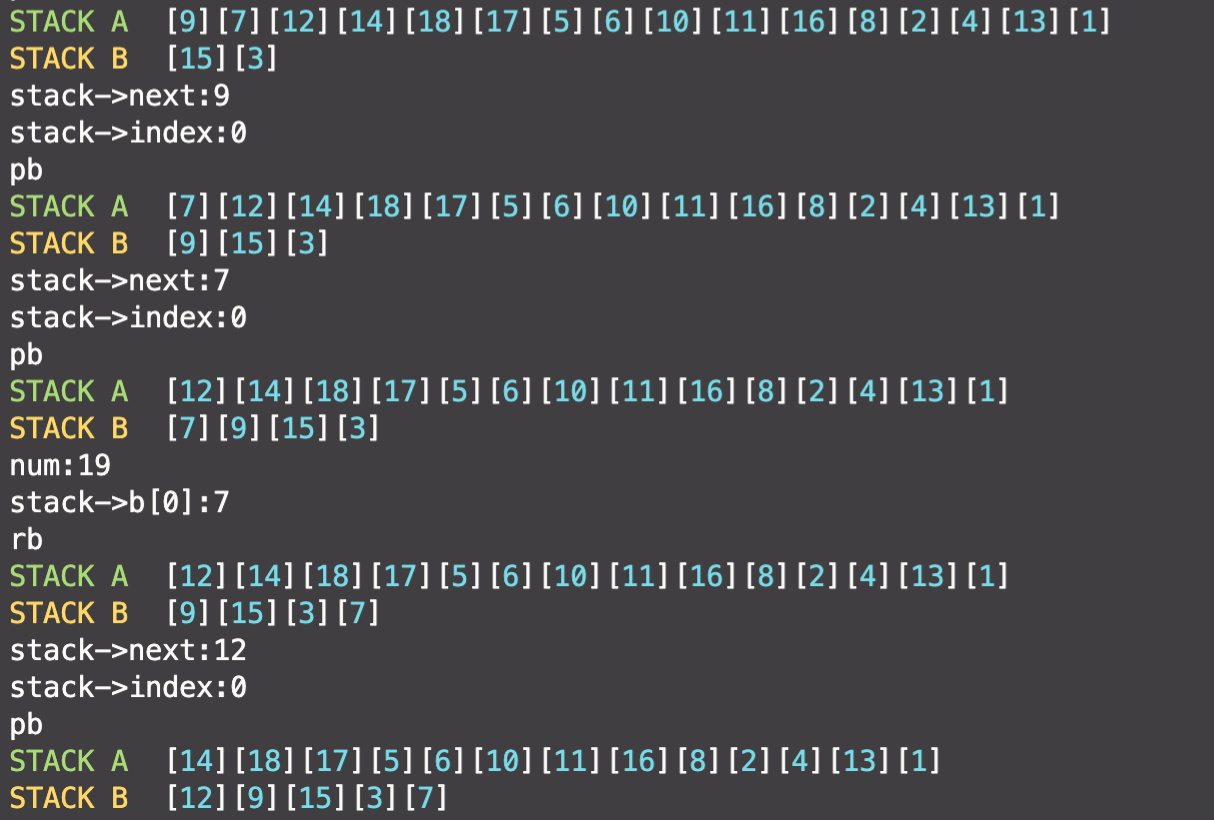 STACK A [9][7][12][14][18][17][5][6][10][11][16][8][2][4][13][1]
STACK B [15][3]
stack->next:9
stack->index:0
pb
STACK A [7][12][14][18][17][5][6][10][11][16][8][2][4][13][1]
STACK B [9][15][3]
stack->next:7
stack->index:0
pb
STACK A [12][14][18][17][5][6][10][11][16][8][2][4][13][1]
STACK B [7][9][15][3]
num:19
stack->b[0]:7
rb
STACK A [12][14][18][17][5][6][10][11][16][8][2][4][13][1]
STACK B [9][15][3][7]
stack->next:12
stack->index:0
pb
STACK A [14][18][17][5][6][10][11][16][8][2][4][13][1]
STACK B [12][9][15][3][7]